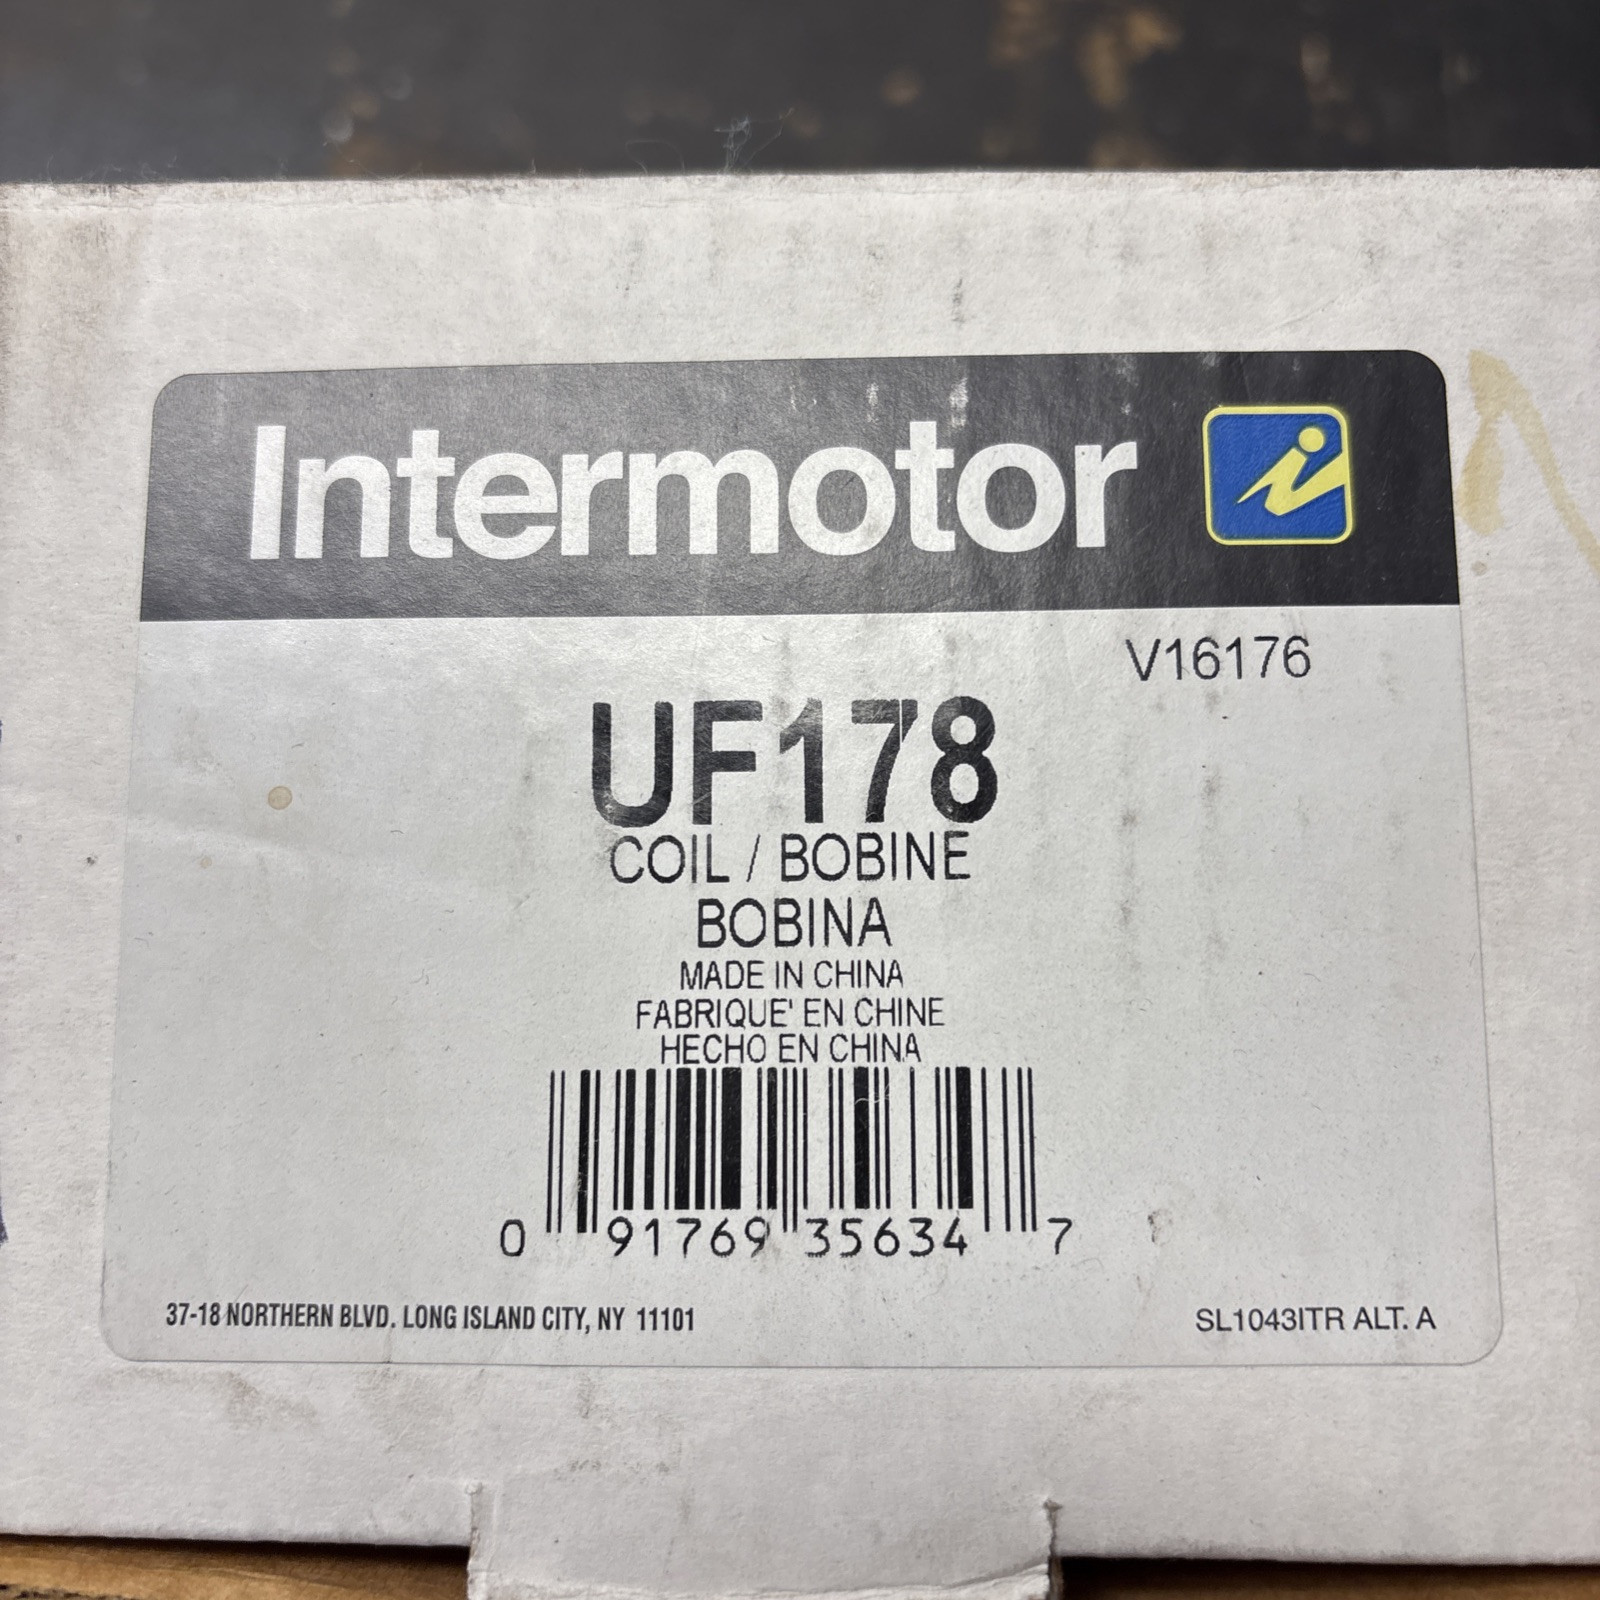 Intermotor
V16176
UF178
COIL / BOBINE
BOBINA
MADE IN CHINA
FABRIQUE' EN CHINE
HECHO EN CHINA
0 91769 35634 7
37-18 NORTHERN BLVD. LONG ISLAND CITY, NY 11101
SL1043ITR ALT. A